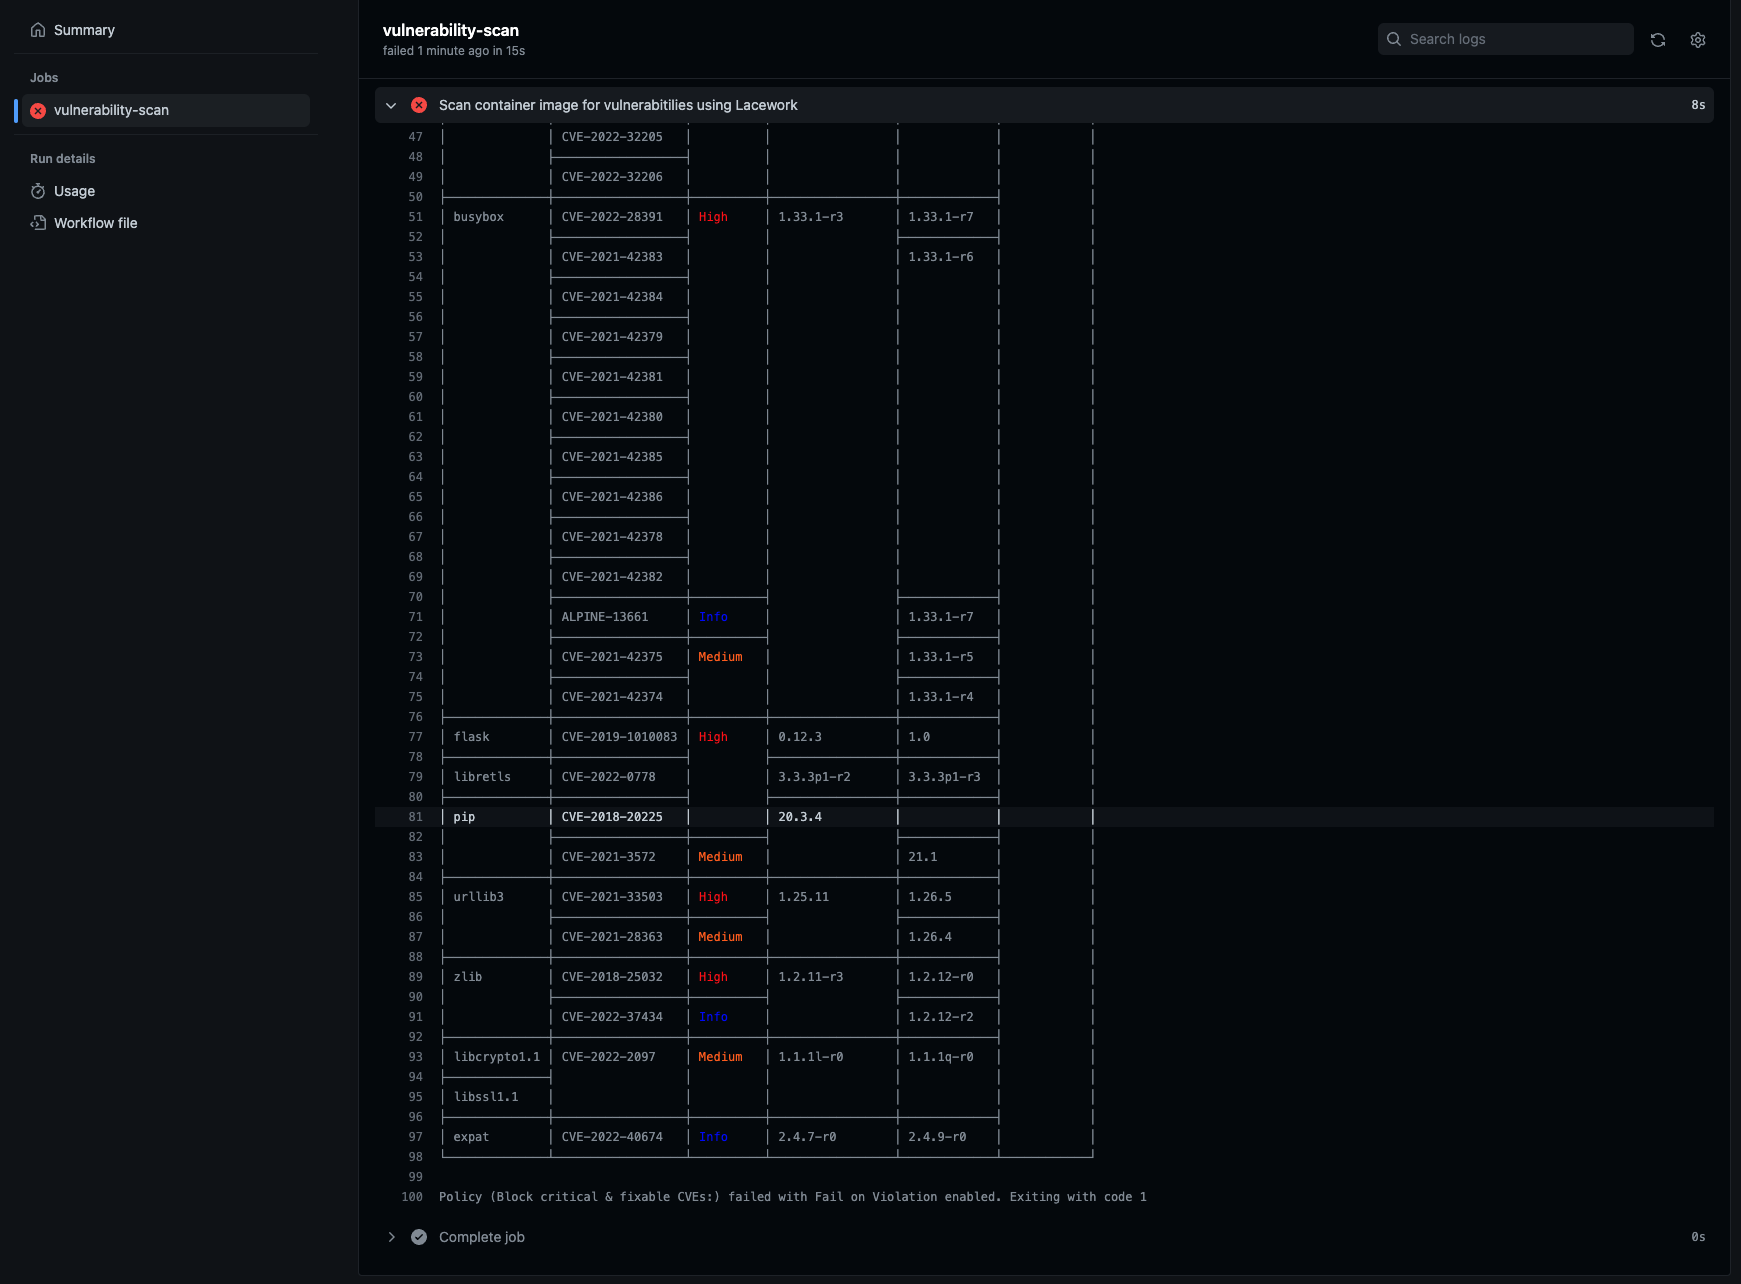 Summary
Jobs
vulnerability-scan
Run details
Usage
Workflow file
vulnerability-scan
failed 1 minute ago in 15s
Search logs
Scan container image for vulnerabitilies using Lacework 8s
47 CVE-2022-32205
48
49 CVE-2022-32206
50
51 busybox CVE-2022-28391 High 1.33.1-r3 1.33.1-r7
52
53 CVE-2021-42383 1.33.1-r6
54
55 CVE-2021-42384
56
57 CVE-2021-42379
58
59 CVE-2021-42381
60
61 CVE-2021-42380
62
63 CVE-2021-42385
64
65 CVE-2021-42386
66
67 CVE-2021-42378
68
69 CVE-2021-42382
70
71 ALPINE-13661 Info 1.33.1-r7
72
73 CVE-2021-42375 Medium 1.33.1-r5
74
75 CVE-2021-42374 1.33.1-r4
76
77 flask CVE-2019-1010083 High 0.12.3 1.0
78
79 libretls CVE-2022-0778 3.3.3p1-r2 3.3.3p1-r3
80
81 pip CVE-2018-20225 20.3.4
82
83 CVE-2021-3572 Medium 21.1
84
85 urllib3 CVE-2021-33503 High 1.25.11 1.26.5
86
87 CVE-2021-28363 Medium 1.26.4
88
89 zlib CVE-2018-25032 High 1.2.11-r3 1.2.12-r0
90
91 CVE-2022-37434 Info 1.2.12-r2
92
93 libcrypto1.1 CVE-2022-2097 Medium 1.1.1l-r0 1.1.1q-r0
94
95 libssl1.1
96
97 expat CVE-2022-40674 Info 2.4.7-r0 2.4.9-r0
98
99
100 Policy (Block critical & fixable CVEs:) failed with Fail on Violation enabled. Exiting with code 1
Complete job 0s